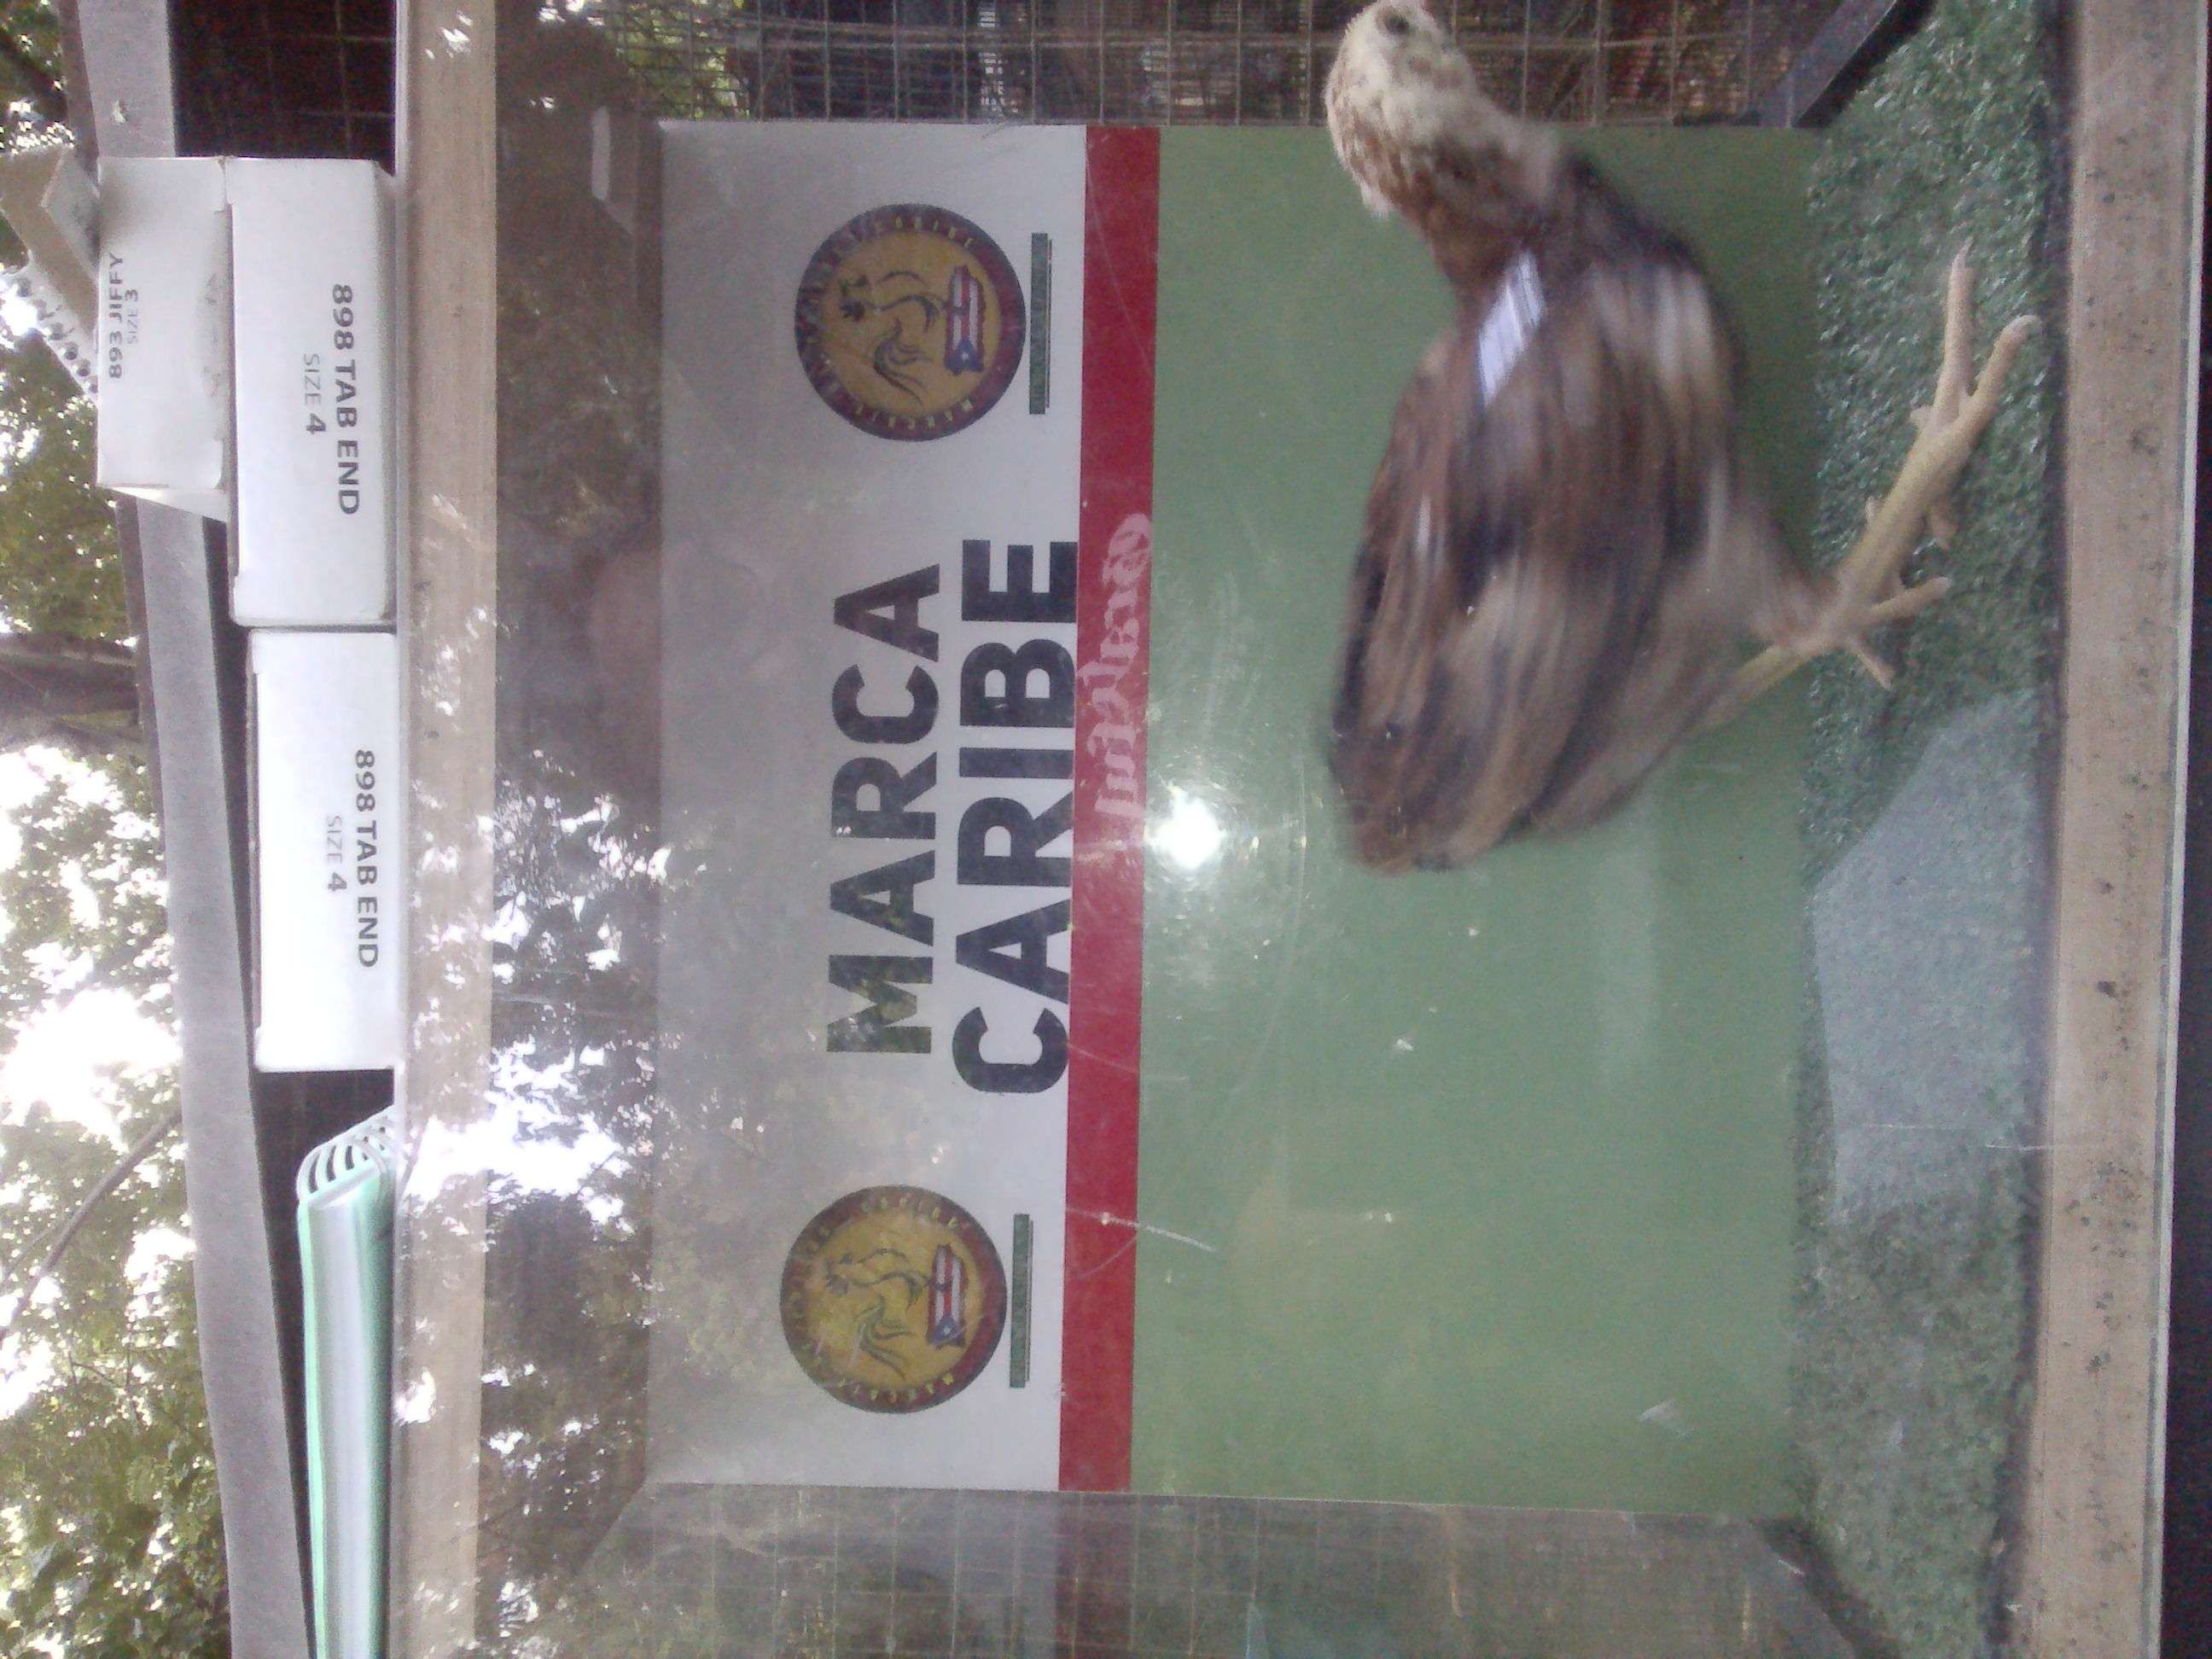 893 JIFFY
SIZE 3
898 TAB END
SIZE 4
898 TAB END
SIZE 4
MARCA
CARIBE